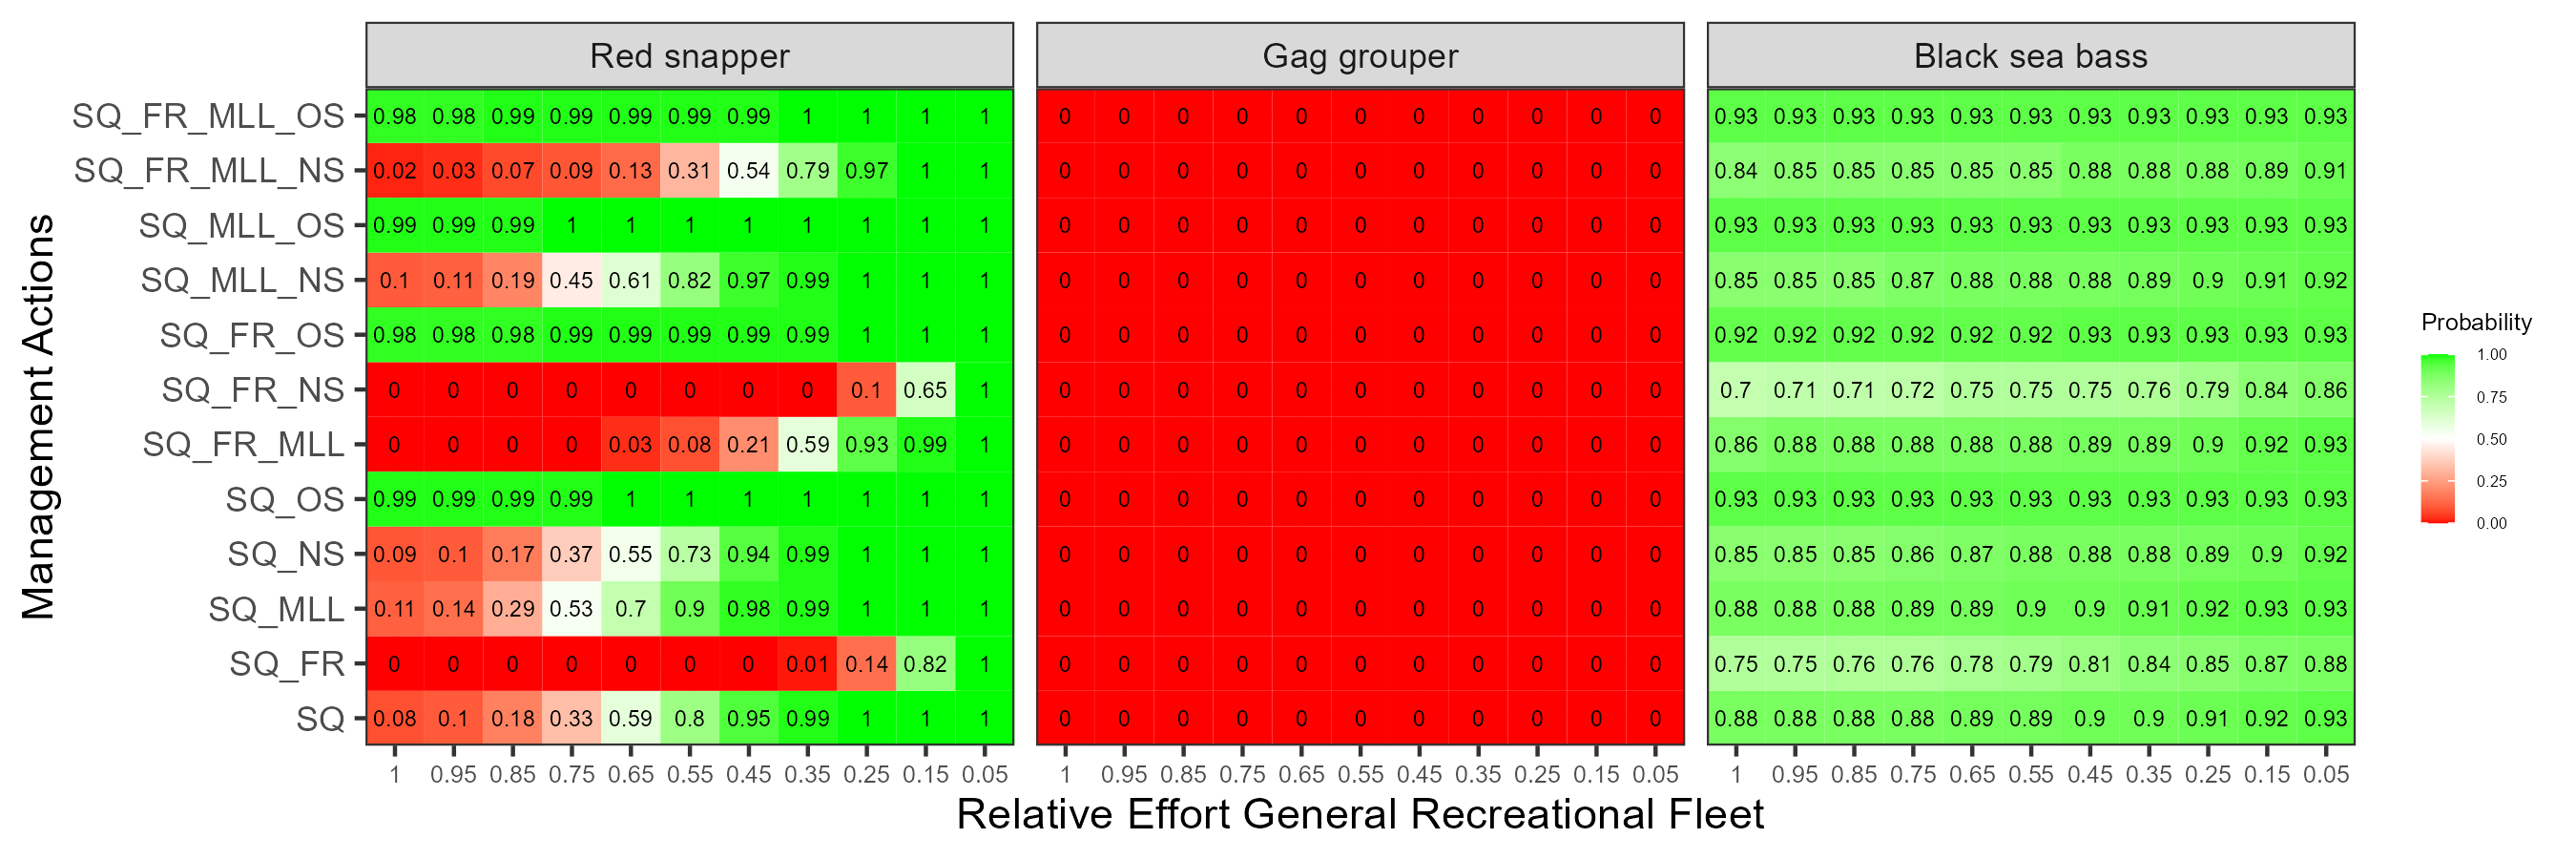 Red snapper Gag grouper Black sea bass
Management Actions
SQ_FR_MLL_OS 0.98 0.98 0.99 0.99 0.99 0.99 0.99 1 1 1 1 0 0 0 0 0 0 0 0 0 0 0 0.93 0.93 0.93 0.93 0.93 0.93 0.93 0.93 0.93 0.93 0.93
SQ_FR_MLL_NS 0.02 0.03 0.07 0.09 0.13 0.31 0.54 0.79 0.97 1 1 0 0 0 0 0 0 0 0 0 0 0 0.84 0.85 0.85 0.85 0.85 0.85 0.88 0.88 0.88 0.89 0.91
SQ_MLL_OS 0.99 0.99 0.99 1 1 1 1 1 1 1 1 0 0 0 0 0 0 0 0 0 0 0 0.93 0.93 0.93 0.93 0.93 0.93 0.93 0.93 0.93 0.93 0.93
SQ_MLL_NS 0.1 0.11 0.19 0.45 0.61 0.82 0.97 0.99 1 1 1 0 0 0 0 0 0 0 0 0 0 0 0.85 0.85 0.85 0.87 0.88 0.88 0.88 0.89 0.9 0.91 0.92
SQ_FR_OS 0.98 0.98 0.98 0.99 0.99 0.99 0.99 0.99 1 1 1 0 0 0 0 0 0 0 0 0 0 0 0.92 0.92 0.92 0.92 0.92 0.92 0.93 0.93 0.93 0.93 0.93
SQ_FR_NS 0 0 0 0 0 0 0 0 0.1 0.65 1 0 0 0 0 0 0 0 0 0 0 0 0.7 0.71 0.71 0.72 0.75 0.75 0.75 0.76 0.79 0.84 0.86
SQ_FR_MLL 0 0 0 0 0.03 0.08 0.21 0.59 0.93 0.99 1 0 0 0 0 0 0 0 0 0 0 0 0.86 0.88 0.88 0.88 0.88 0.88 0.89 0.89 0.9 0.92 0.93
SQ_OS 0.99 0.99 0.99 0.99 1 1 1 1 1 1 1 0 0 0 0 0 0 0 0 0 0 0 0.93 0.93 0.93 0.93 0.93 0.93 0.93 0.93 0.93 0.93 0.93
SQ_NS 0.09 0.1 0.17 0.37 0.55 0.73 0.94 0.99 1 1 1 0 0 0 0 0 0 0 0 0 0 0 0.85 0.85 0.85 0.86 0.87 0.88 0.88 0.88 0.89 0.9 0.92
SQ_MLL 0.11 0.14 0.29 0.53 0.7 0.9 0.98 0.99 1 1 1 0 0 0 0 0 0 0 0 0 0 0 0.88 0.88 0.88 0.89 0.89 0.9 0.9 0.91 0.92 0.93 0.93
SQ_FR 0 0 0 0 0 0 0 0.01 0.14 0.82 1 0 0 0 0 0 0 0 0 0 0 0 0.75 0.75 0.76 0.76 0.78 0.79 0.81 0.84 0.85 0.87 0.88
SQ 0.08 0.1 0.18 0.33 0.59 0.8 0.95 0.99 1 1 1 0 0 0 0 0 0 0 0 0 0 0 0.88 0.88 0.88 0.88 0.89 0.89 0.9 0.9 0.91 0.92 0.93
1 0.95 0.85 0.75 0.65 0.55 0.45 0.35 0.25 0.15 0.05 1 0.95 0.85 0.75 0.65 0.55 0.45 0.35 0.25 0.15 0.05 1 0.95 0.85 0.75 0.65 0.55 0.45 0.35 0.25 0.15 0.05
Relative Effort General Recreational Fleet
Probability
1.00
0.75
0.50
0.25
0.00